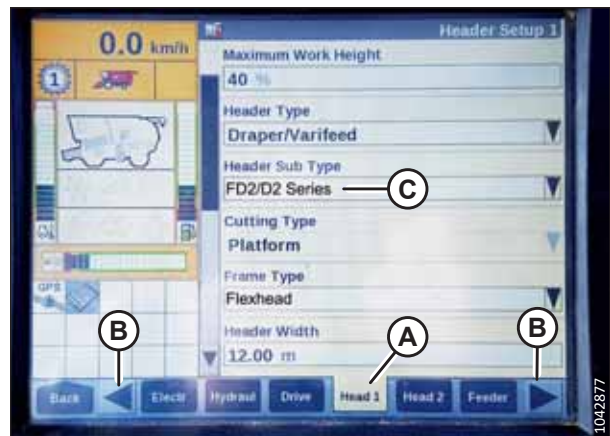 0.0 km/h
Header Setup 1
Maximum Work Height
40 %
1
Header Type
Draper/Varifeed
Header Sub Type
FD2/D2 Series
C
Cutting Type
Platform
Frame Type
Flexhead
GPS
Header Width
12.00 m
B
A
B
Back
Electr
Hydraul
Drive
Head 1
Head 2
Feeder
1042877